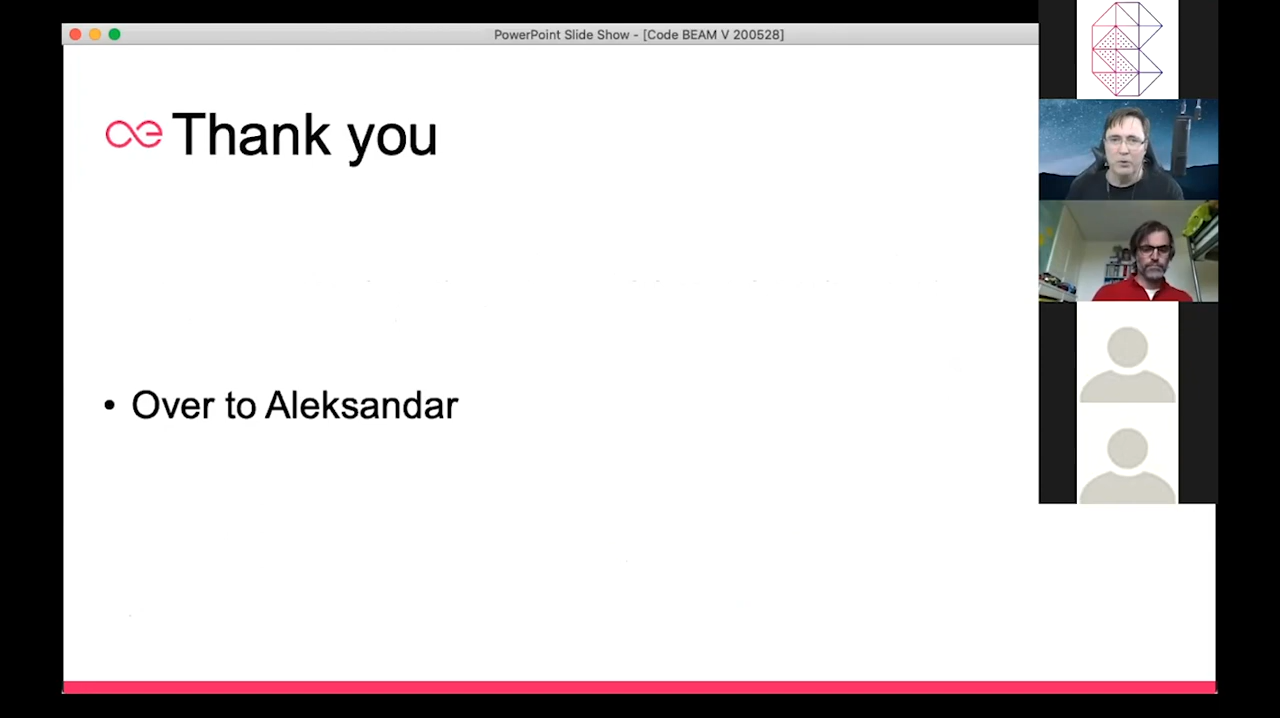 PowerPoint Slide Show - [Code BEAM V 200528]
Thank you
• Over to Aleksandar